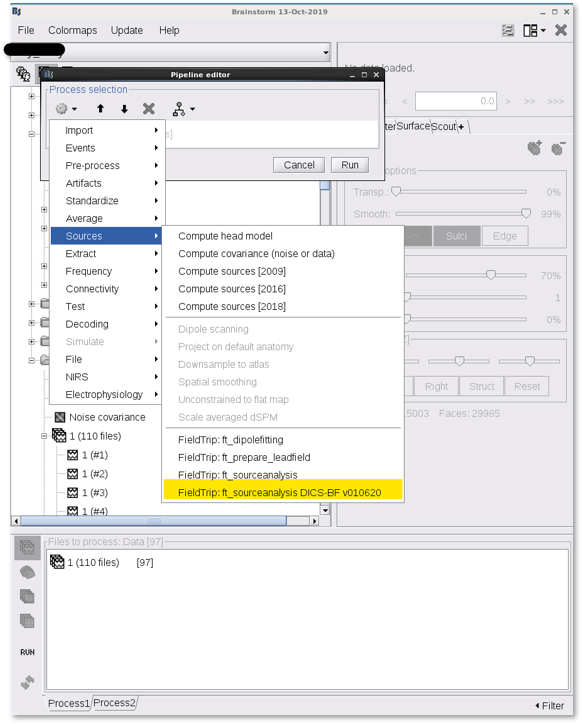 Bs Brainstorm 13-Oct-2019
File Colormaps Update Help
No data loaded.
Bs Pipeline editor
Process selection
< 0.0 > >> >>>
Surface Scout +
Import
Events
Pre-process
Artifacts
Standardize
Average
Sources
Extract
Frequency
Connectivity
Test
Decoding
Simulate
File
NIRS
Electrophysiology
Cancel Run
Compute head model
Compute covariance (noise or data)
Compute sources [2009]
Compute sources [2016]
Compute sources [2018]
Dipole scanning
Project on default anatomy
Downsample to atlas
Spatial smoothing
Unconstrained to flat map
Scale averaged dSPM
FieldTrip: ft_dipolefitting
FieldTrip: ft_prepare_leadfield
FieldTrip: ft_sourceanalysis
FieldTrip: ft_sourceanalysis DICS-BF v010620
options
Transp.: 0%
Smooth: 99%
Sulci Edge
70%
1
0%
Right Struct Reset
5003 Faces: 29985
Noise covariance
1 (110 files)
1 (#1)
1 (#2)
1 (#3)
1 (#4)
Files to process: Data [97]
1 (110 files) [97]
RUN
Process1 Process2
Filter